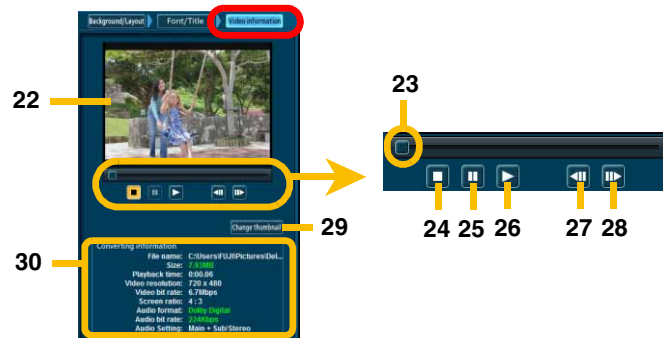 Background/Layout Font/Title Video information
22
23
24 25 26 27 28
Change thumbnail 29
30
Converting information
File name: C:\Users\FUJI\Pictures\Del...
Size: 7.93MB
Playback time: 0:00.06
Video resolution: 720 x 480
Video bit rate: 6.7Mbps
Screen ratio: 4 : 3
Audio format: Dolby Digital
Audio bit rate: 224Kbps
Audio Setting: Main + Sub/Stereo